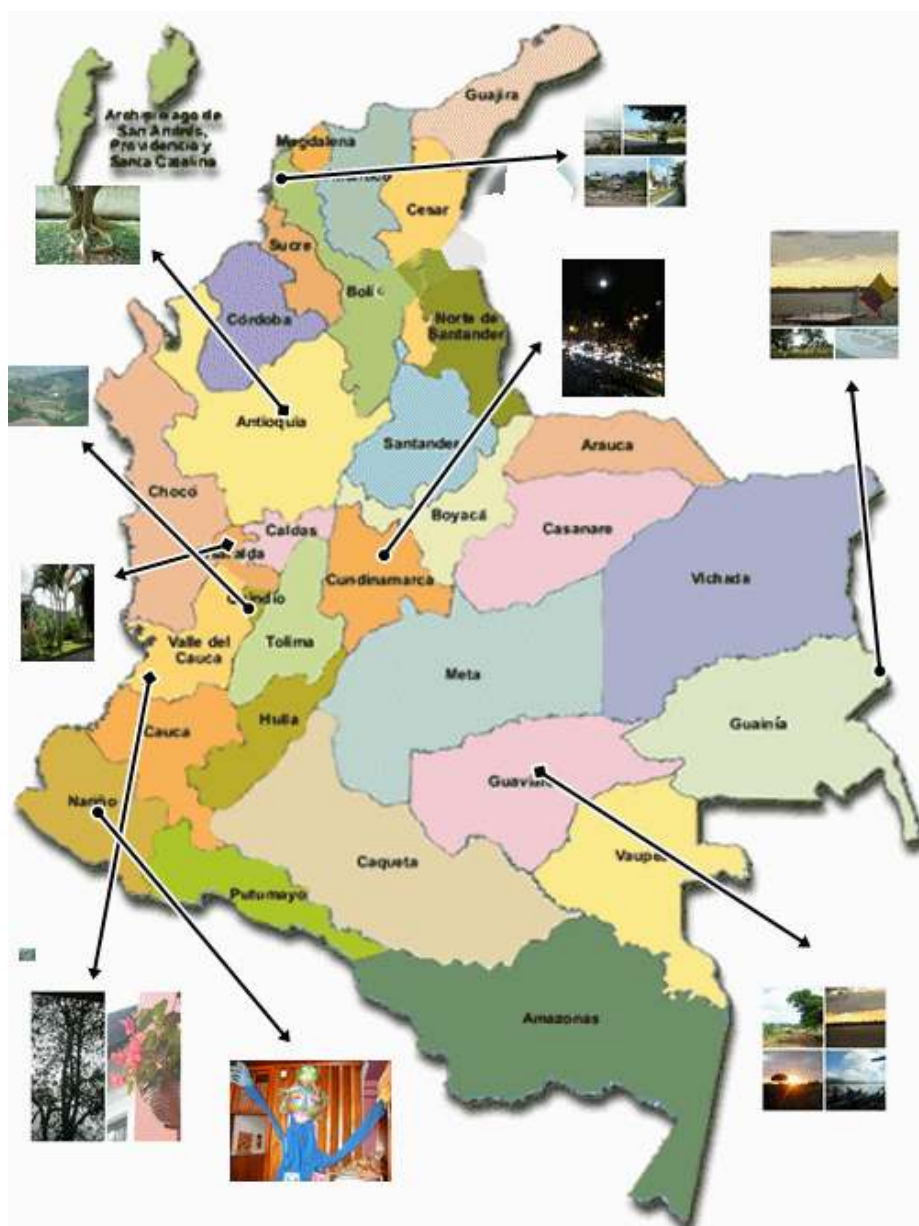 Guajira
Archipielago de
San Andrés,
Providencia y
Santa Catalina
Magdalena
Cesar
Sucre
Córdoba
Norte de
Santander
Antioquia
Santander
Arauca
Chocó
Boyacá
Casanare
Caldas
Cundinamarca
Vichada
Valle del
Cauca
Tolima
Meta
Huila
Guainía
Cauca
Nariño
Caqueta
Putumayo
Amazonas